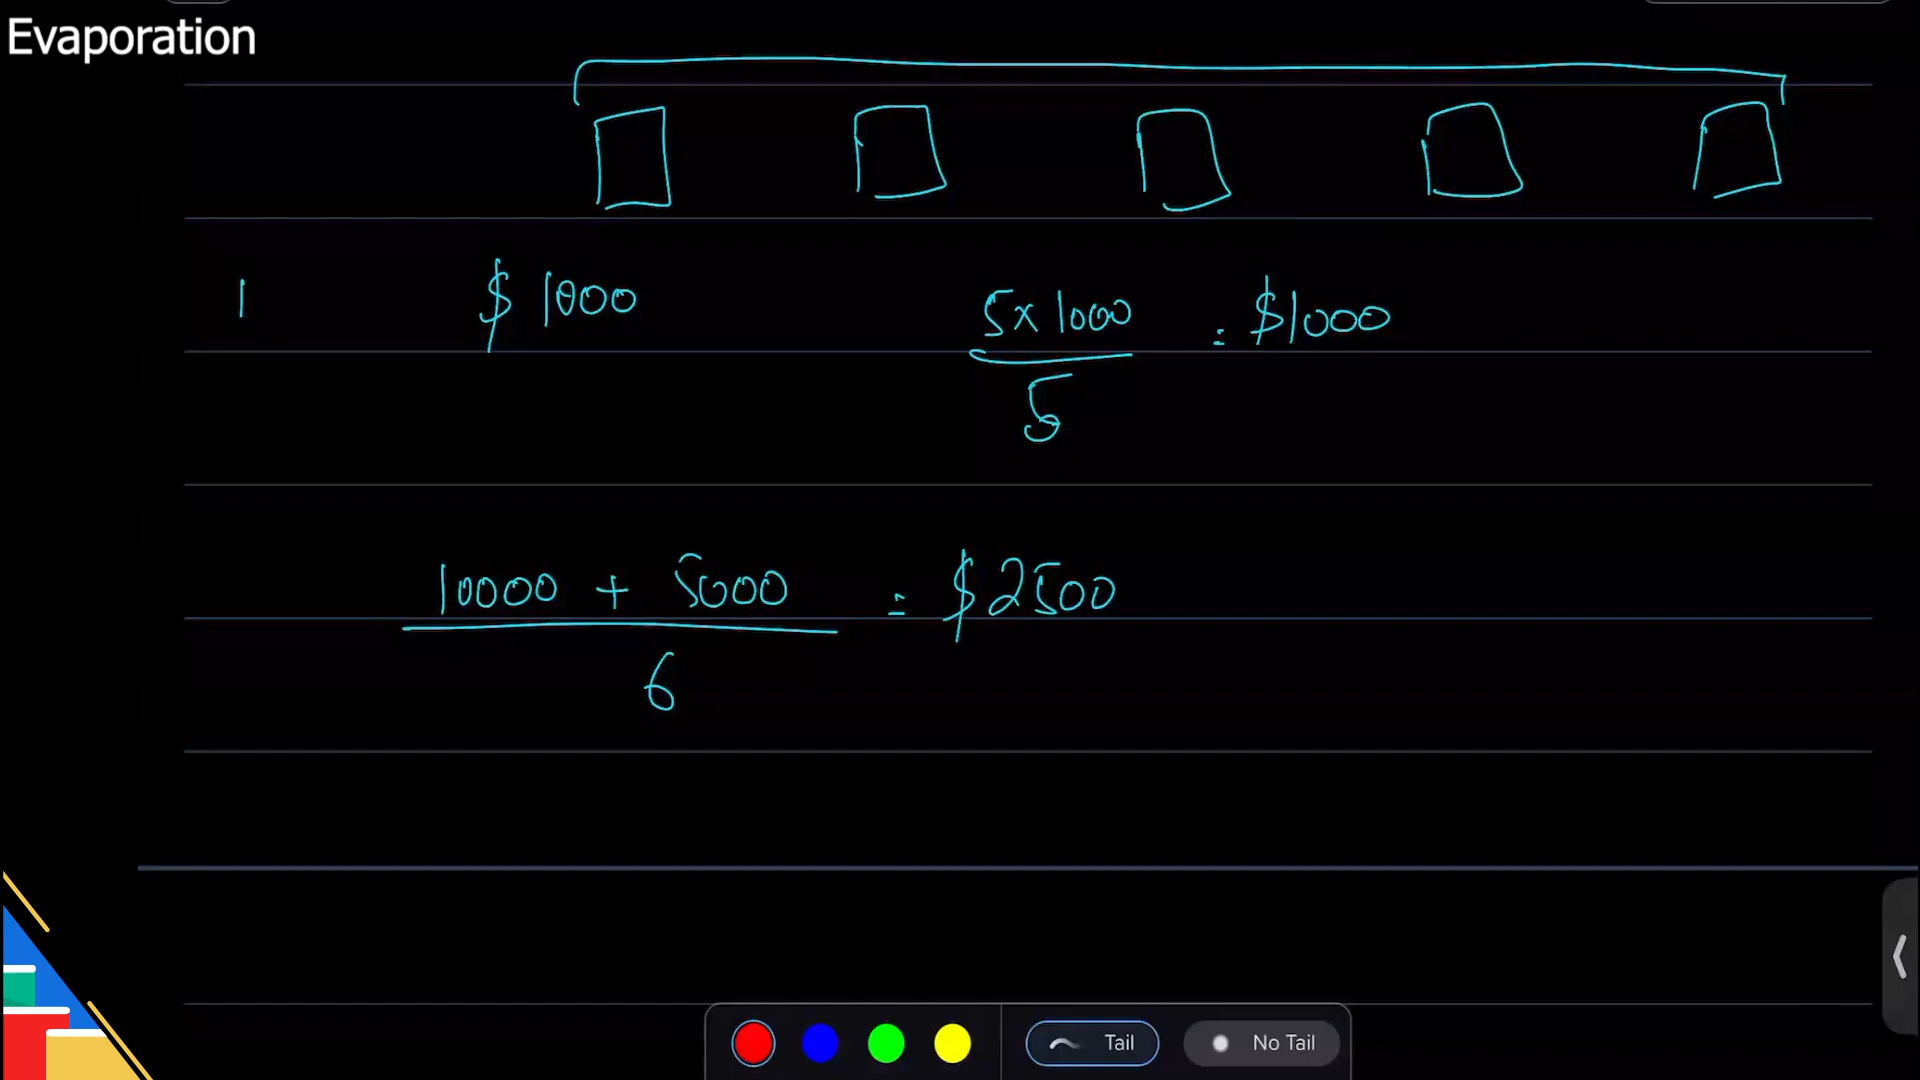 Evaporation
1 $ 1000 5 x 1000 = $1000
5
10000 + 5000 = $2500
6
Tail No Tail